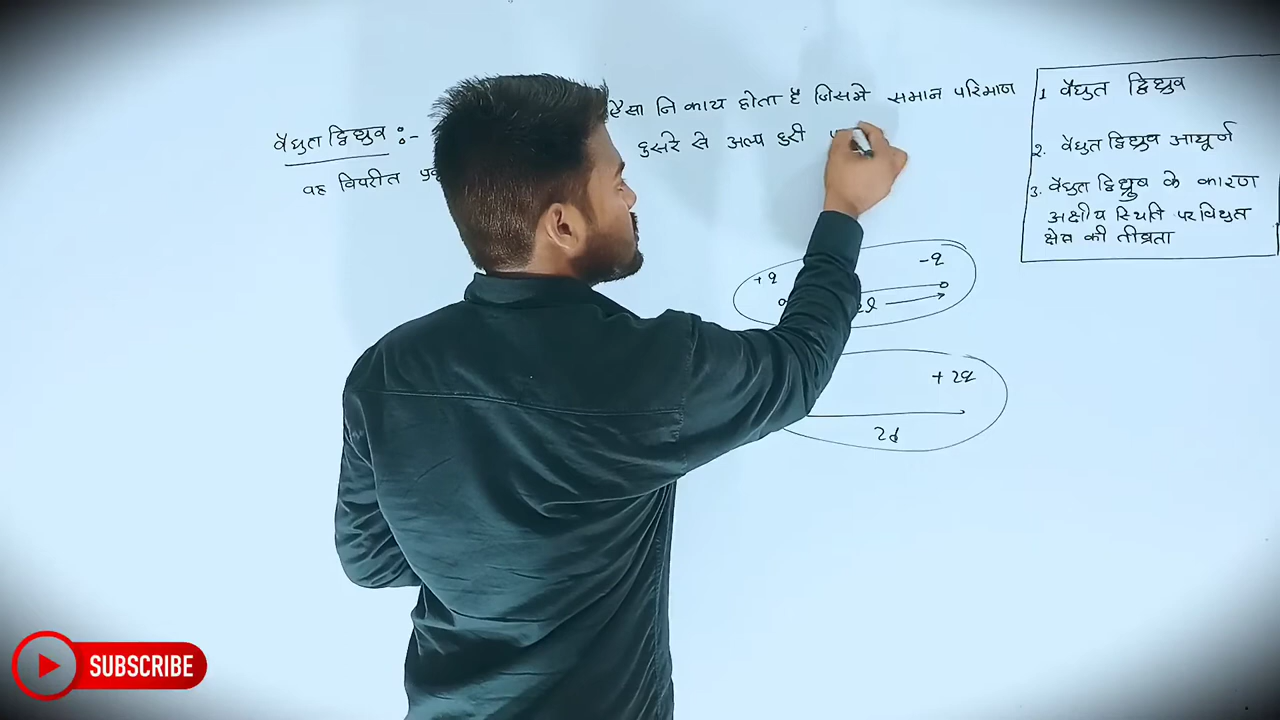 वैद्युत द्विध्रुव :- ऐसा निकाय होता है जिसमे समान परिमाण
वह विपरीत दुसरे से अल्प दुरी
+q -q
2l
+2q
2d
1 वैद्युत द्विध्रुव
2. वैद्युत द्विध्रुव आघूर्ण
3. वैद्युत द्विध्रुव के कारण
अक्षीय स्थिति पर विद्युत
क्षेत्र की तीव्रता
SUBSCRIBE